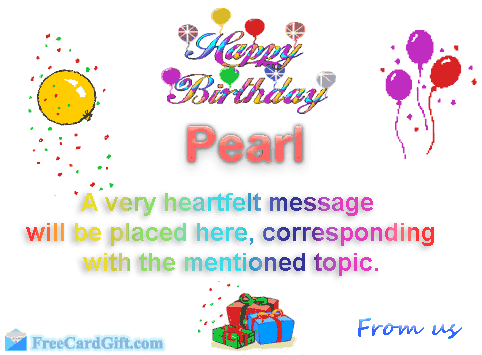 Happy
Birthday
Pearl
A very heartfelt message
will be placed here, corresponding
with the mentioned topic.
From us
FreeCardGift.com